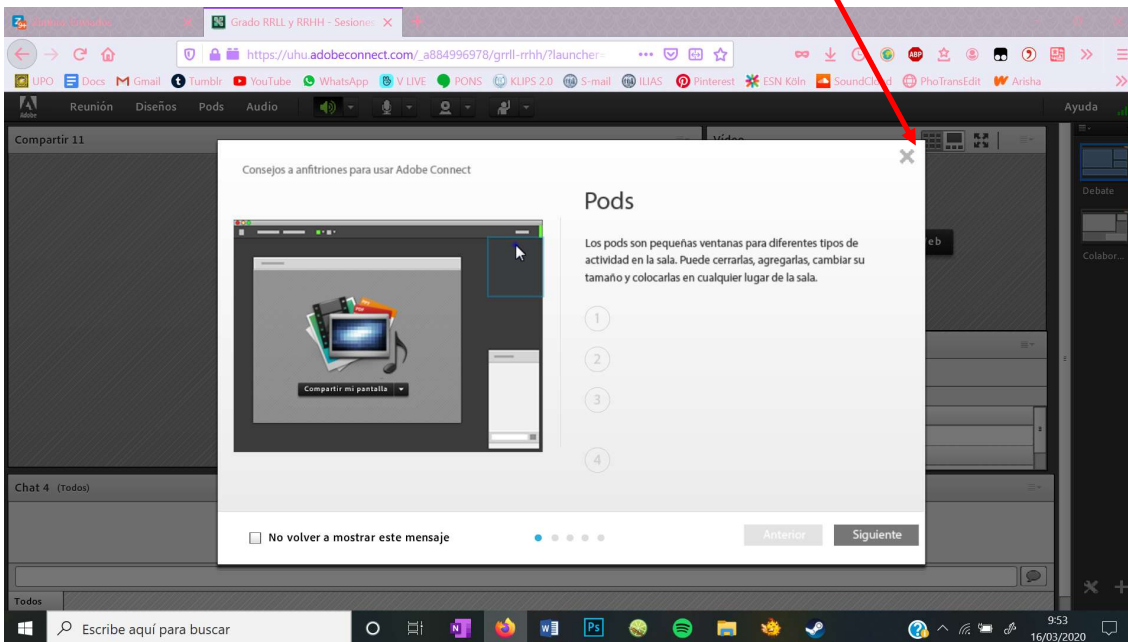 Grado RRLL y RRHH - Sesiones
https://uhu.adobeconnect.com/_a884996978/grrll-rrhh/?launcher=
UPO Docs Gmail Tumblr YouTube WhatsApp V LIVE PONS KLIPS 2.0 S-mail ILIAS Pinterest ESN Köln SoundCloud PhoTransEdit Arisha
Adobe Reunión Diseños Pods Audio Ayuda
Compartir 11
Vídeo
Consejos a anfitriones para usar Adobe Connect
Pods
Los pods son pequeñas ventanas para diferentes tipos de
actividad en la sala. Puede cerrarlas, agregarlas, cambiar su
tamaño y colocarlas en cualquier lugar de la sala.
1
2
3
4
Compartir mi pantalla
eb
Debate
Colabor...
Chat 4 (Todos)
No volver a mostrar este mensaje
Anterior Siguiente
Todos
Escribe aquí para buscar
9:53
16/03/2020